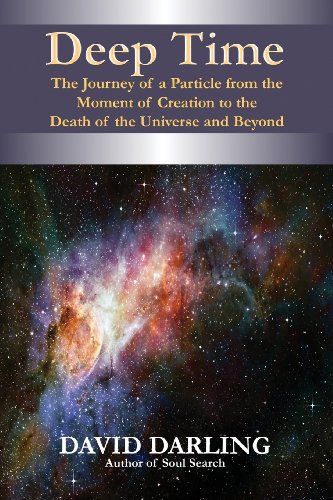 Deep Time
The Journey of a Particle from the
Moment of Creation to the
Death of the Universe and Beyond
DAVID DARLING
Author of Soul Search